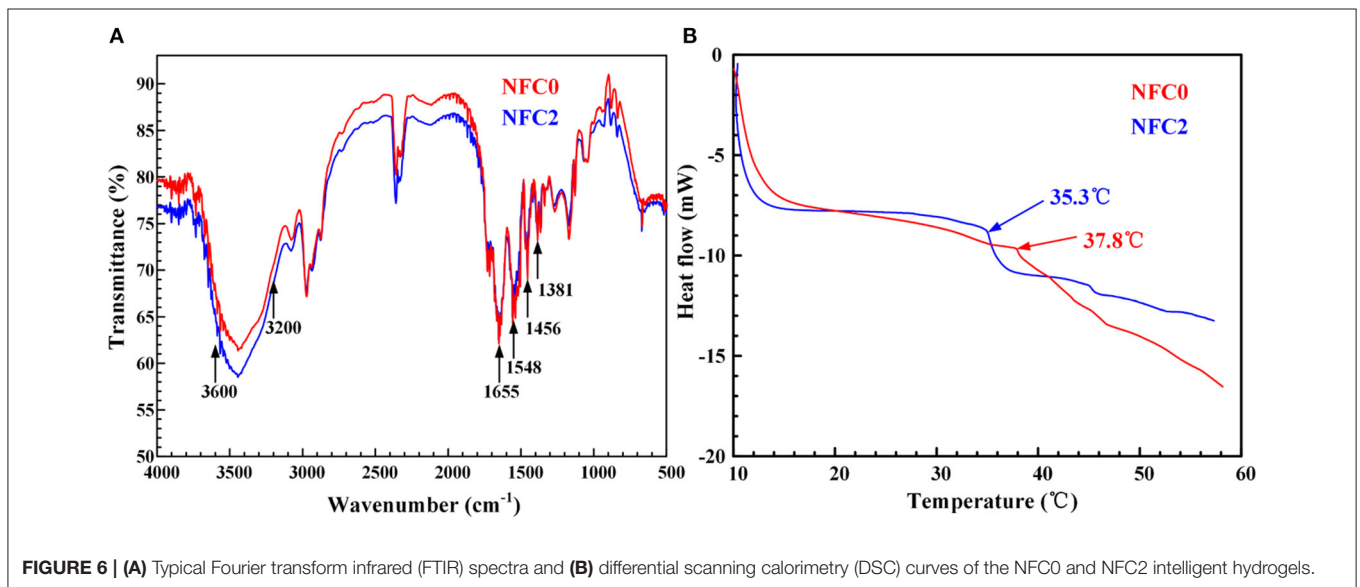 A
NFC0
NFC2
90
85
80
75
70
65
60
55
50
Transmittance (%)
3600
3200
1655
1548
1456
1381
4000 3500 3000 2500 2000 1500 1000 500
Wavenumber (cm⁻¹)
B
NFC0
NFC2
0
-5
-10
-15
-20
Heat flow (mW)
35.3℃
37.8℃
10 20 30 40 50 60
Temperature (℃)
FIGURE 6 | (A) Typical Fourier transform infrared (FTIR) spectra and (B) differential scanning calorimetry (DSC) curves of the NFC0 and NFC2 intelligent hydrogels.